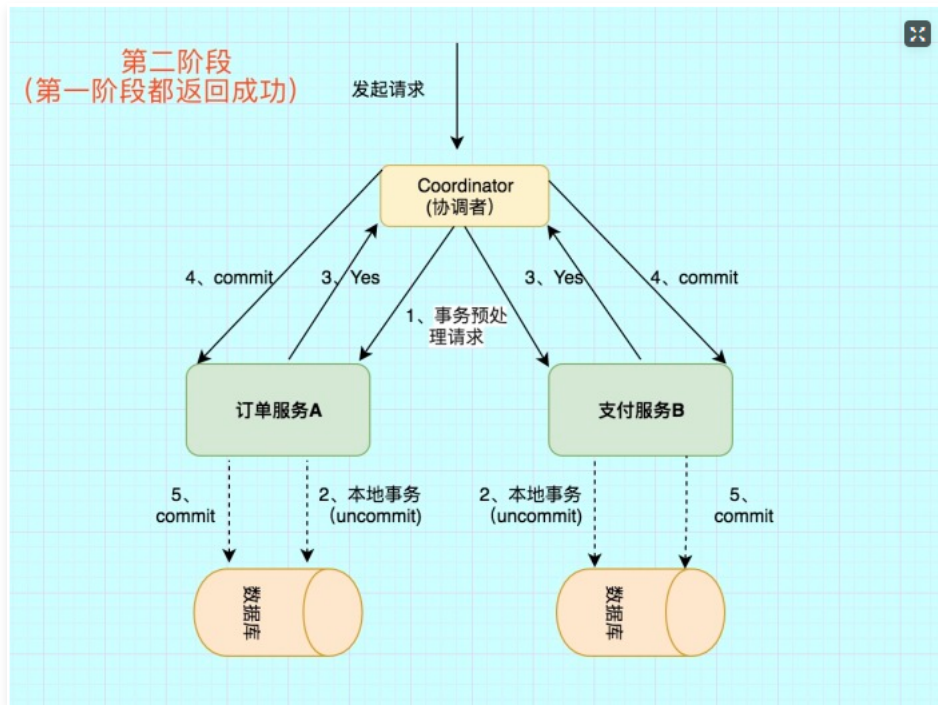 第二阶段
（第一阶段都返回成功）
发起请求
Coordinator
(协调者）
4、commit
3、Yes
3、Yes
4、commit
1、事务预处
理请求
订单服务A
支付服务B
5、
commit
2、本地事务
（uncommit)
2、本地事务
（uncommit)
5、
commit
数据库
数据库